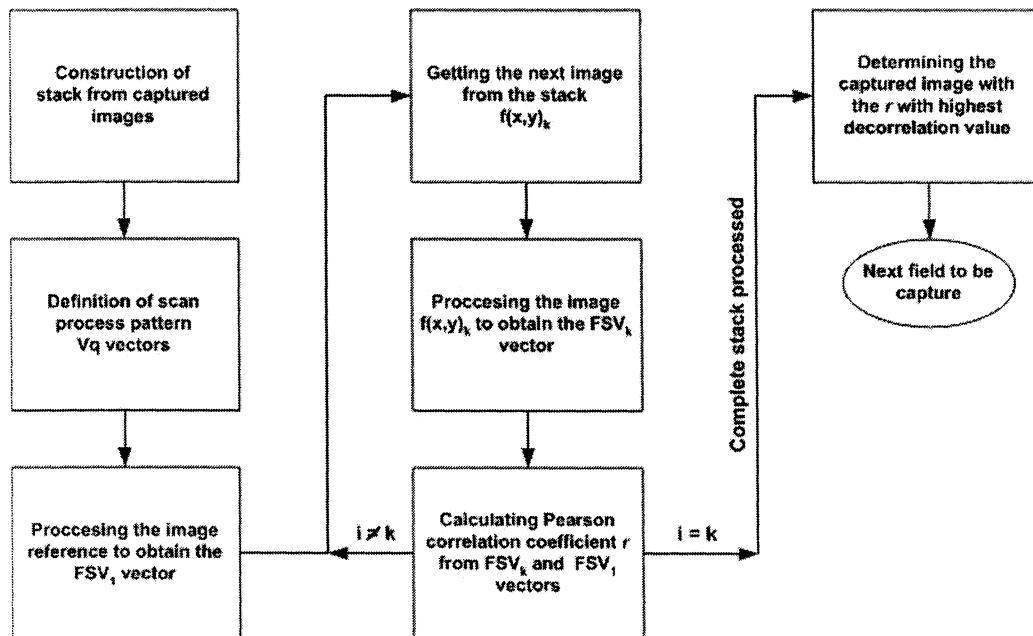 Construction of
stack from captured
images
Definition of scan
process pattern
Vq vectors
Proccesing the image
reference to obtain the
FSV₁ vector
Getting the next image
from the stack
f(x,y)ₖ
Proccesing the image
f(x,y)ₖ to obtain the FSVₖ
vector
Calculating Pearson
correlation coefficient r
from FSVₖ and FSV₁
vectors
i ≠ k
i = k
Complete stack processed
Determining the
captured image with
the r with highest
decorrelation value
Next field to be
capture